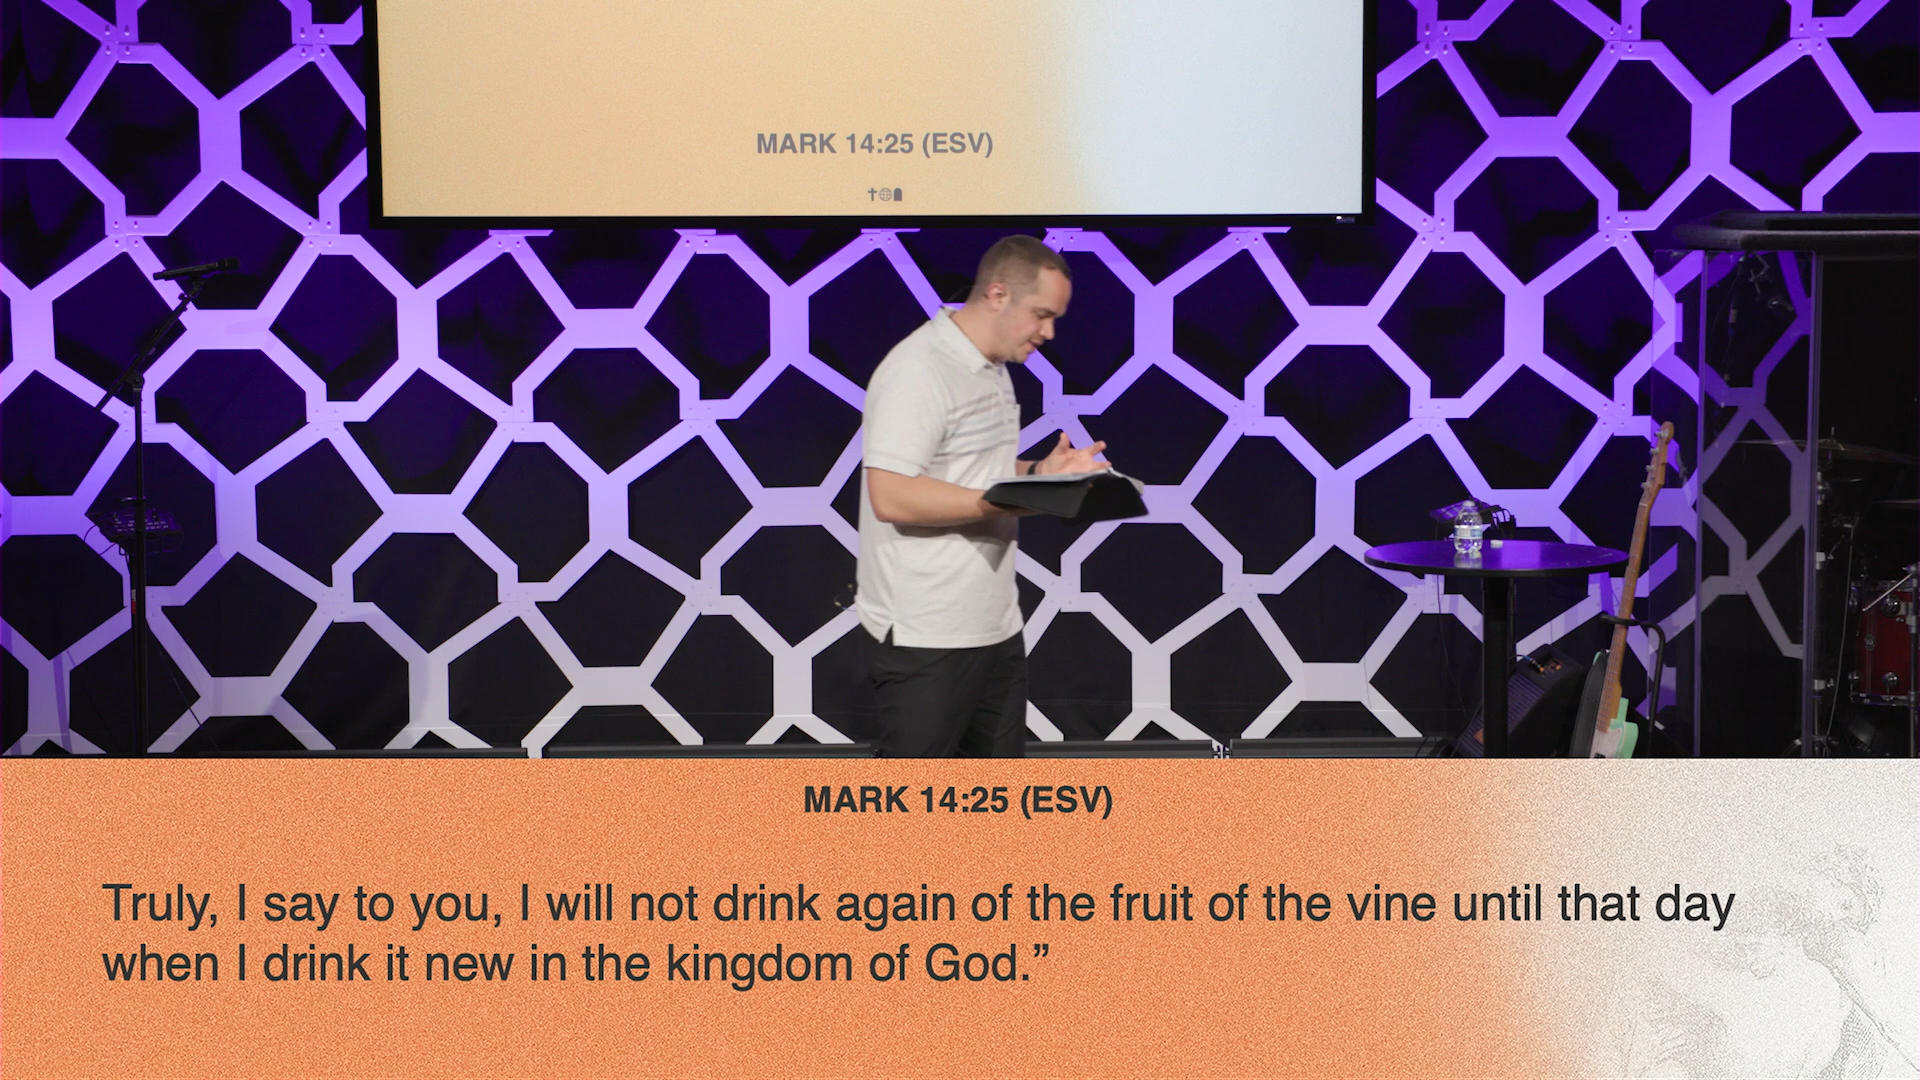 MARK 14:25 (ESV)
MARK 14:25 (ESV)
Truly, I say to you, I will not drink again of the fruit of the vine until that day
when I drink it new in the kingdom of God.”